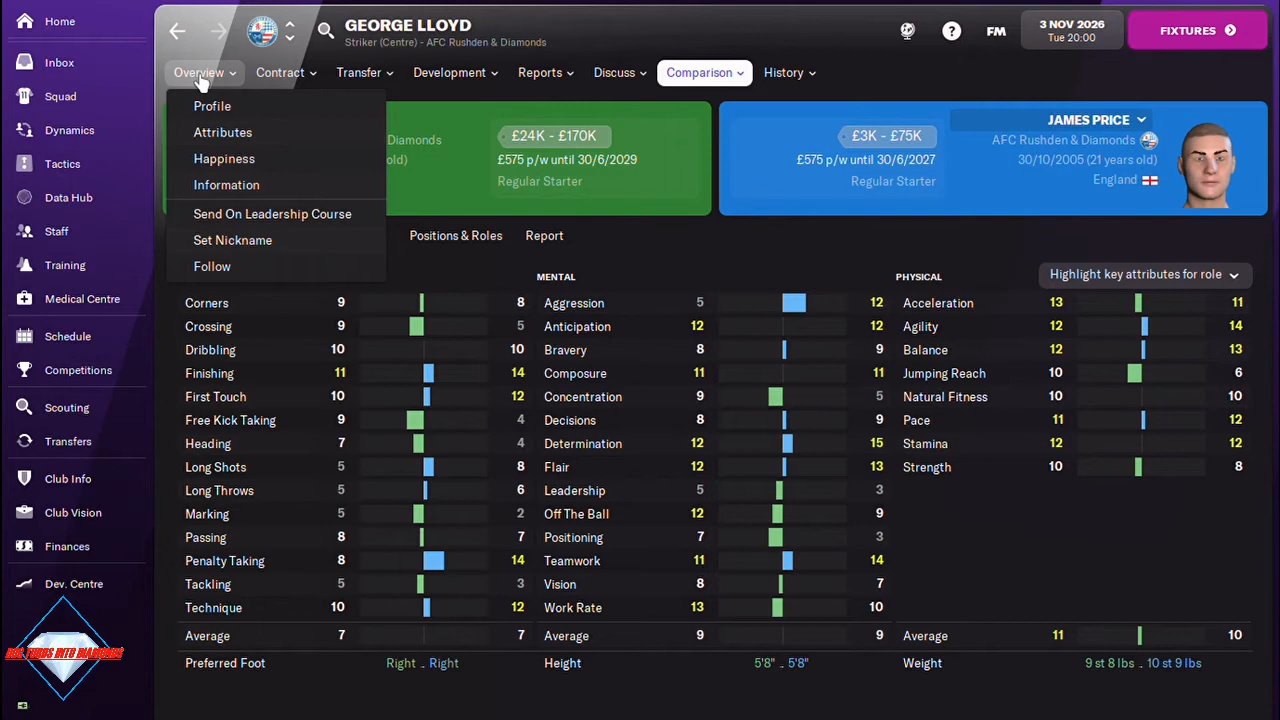 Home
Inbox
Squad
Dynamics
Tactics
Data Hub
Staff
Training
Medical Centre
Schedule
Competitions
Scouting
Transfers
Club Info
Club Vision
Finances
Dev. Centre
GEORGE LLOYD
Striker (Centre) - AFC Rushden & Diamonds
FM
3 NOV 2026
Tue 20:00
FIXTURES
Overview Contract Transfer Development Reports Discuss Comparison History
Profile
Attributes
Happiness
Information
Send On Leadership Course
Set Nickname
Follow
Diamonds
old)
£24K - £170K
£575 p/w until 30/6/2029
Regular Starter
£3K - £75K
£575 p/w until 30/6/2027
Regular Starter
JAMES PRICE
AFC Rushden & Diamonds
30/10/2005 (21 years old)
England
Positions & Roles Report
Highlight key attributes for role
MENTAL PHYSICAL
Corners 9 8 Aggression 5 12 Acceleration 13 11
Crossing 9 5 Anticipation 12 12 Agility 12 14
Dribbling 10 10 Bravery 8 9 Balance 12 13
Finishing 11 14 Composure 11 11 Jumping Reach 10 6
First Touch 10 12 Concentration 9 5 Natural Fitness 10 10
Free Kick Taking 9 4 Decisions 8 9 Pace 11 12
Heading 7 4 Determination 12 15 Stamina 12 12
Long Shots 5 8 Flair 12 13 Strength 10 8
Long Throws 5 6 Leadership 5 3
Marking 5 2 Off The Ball 12 9
Passing 8 7 Positioning 7 3
Penalty Taking 8 14 Teamwork 11 14
Tackling 5 3 Vision 8 7
Technique 10 12 Work Rate 13 10
Average 7 7 Average 9 9 Average 11 10
Preferred Foot Right .. Right Height 5'8" .. 5'8" Weight 9 st 8 lbs .. 10 st 9 lbs
INTO DIAMONDS